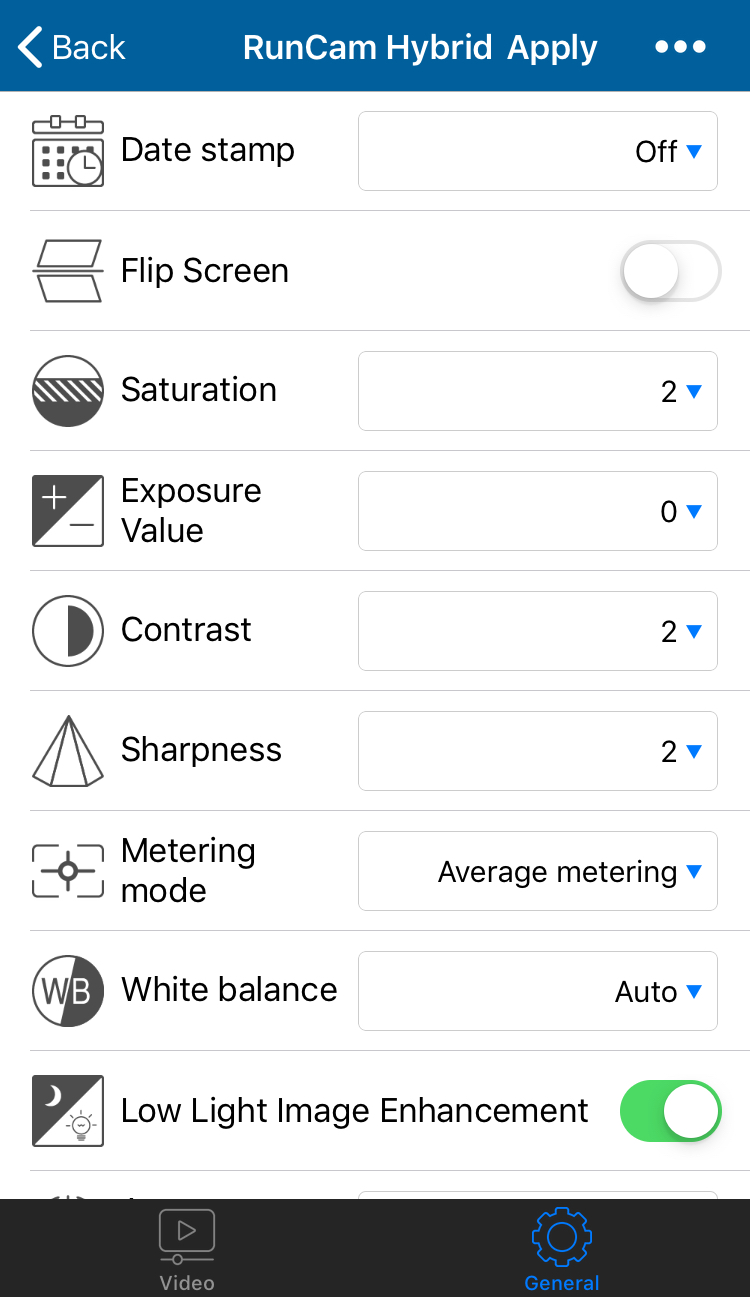 Back RunCam Hybrid Apply
Date stamp Off
Flip Screen
Saturation 2
Exposure
Value
0
Contrast 2
Sharpness 2
Metering
mode
Average metering
WB White balance Auto
Low Light Image Enhancement
Video General